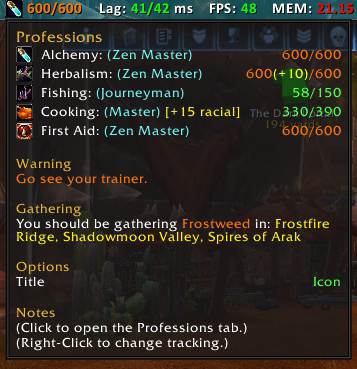 600/600 Lag: 41/42 ms FPS: 48 MEM: 21.15
Professions
Alchemy: (Zen Master) 600/600
Herbalism: (Zen Master) 600(+10)/600
Fishing: (Journeyman) 58/150
Cooking: (Master) [+15 racial] 330/390
First Aid: (Zen Master) 600/600
Warning
Go see your trainer.
Gathering
You should be gathering Frostweed in: Frostfire
Ridge, Shadowmoon Valley, Spires of Arak
Options
Title Icon
Notes
(Click to open the Professions tab.)
(Right-Click to change tracking.)